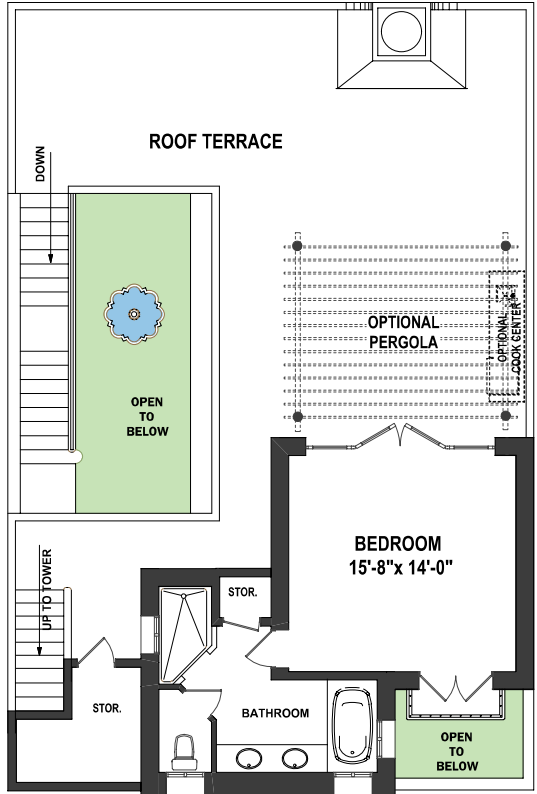 ROOF TERRACE
DOWN
OPTIONAL
PERGOLA
OPTIONAL
COOK CENTER
OPEN
TO
BELOW
BEDROOM
15'-8"x 14'-0"
UP TO TOWER
STOR.
STOR.
BATHROOM
OPEN
TO
BELOW